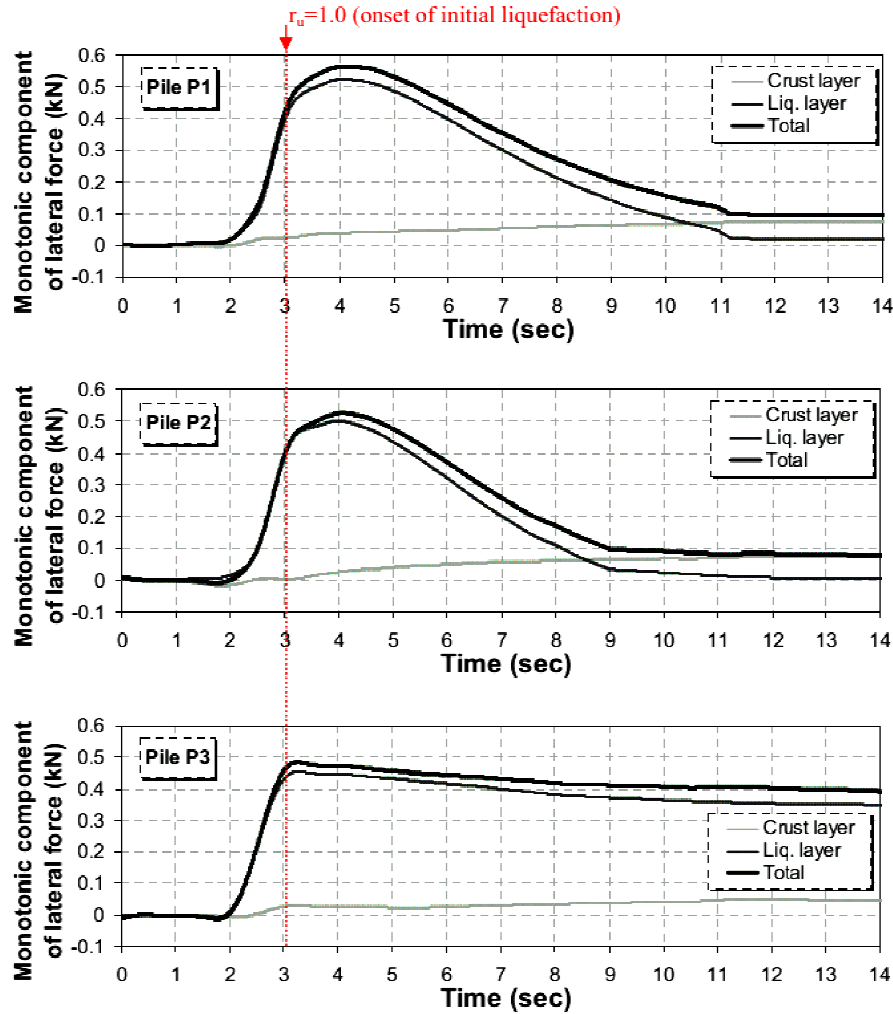 rᵤ=1.0 (onset of initial liquefaction)
Monotonic component
of lateral force (kN)
0.6
0.5
0.4
0.3
0.2
0.1
0
-0.1
Pile P1
Crust layer
Liq. layer
Total
0 1 2 3 4 5 6 7 8 9 10 11 12 13 14
Time (sec)
Monotonic component
of lateral force (kN)
0.6
0.5
0.4
0.3
0.2
0.1
0
-0.1
Pile P2
Crust layer
Liq. layer
Total
0 1 2 3 4 5 6 7 8 9 10 11 12 13 14
Time (sec)
Monotonic component
of lateral force (kN)
0.6
0.5
0.4
0.3
0.2
0.1
0
-0.1
Pile P3
Crust layer
Liq. layer
Total
0 1 2 3 4 5 6 7 8 9 10 11 12 13 14
Time (sec)